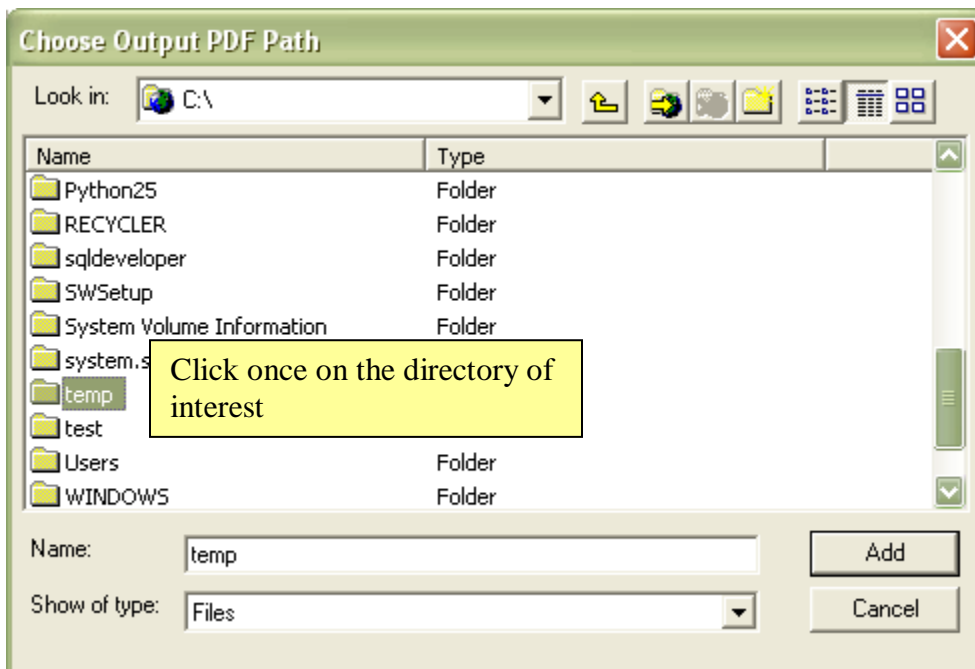 Choose Output PDF Path
Look in: C:\
Name Type
Python25 Folder
RECYCLER Folder
sqldeveloper Folder
SWSetup Folder
System Volume Information Folder
system.s
Click once on the directory of
interest
temp
test
Users Folder
WINDOWS Folder
Name: temp Add
Show of type: Files Cancel